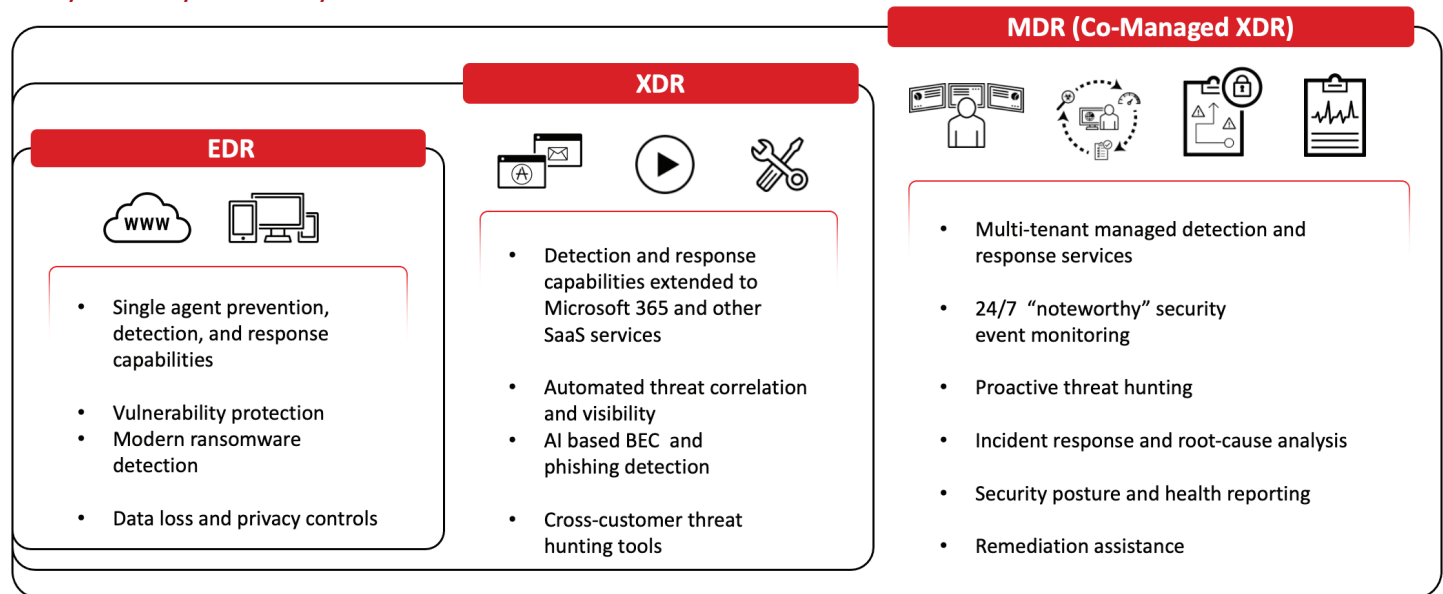 MDR (Co-Managed XDR)
XDR
EDR
WWW
• Single agent prevention,
detection, and response
capabilities
• Vulnerability protection
• Modern ransomware
detection
• Data loss and privacy controls
• Detection and response
capabilities extended to
Microsoft 365 and other
SaaS services
• Automated threat correlation
and visibility
• AI based BEC and
phishing detection
• Cross-customer threat
hunting tools
• Multi-tenant managed detection and
response services
• 24/7 “noteworthy” security
event monitoring
• Proactive threat hunting
• Incident response and root-cause analysis
• Security posture and health reporting
• Remediation assistance